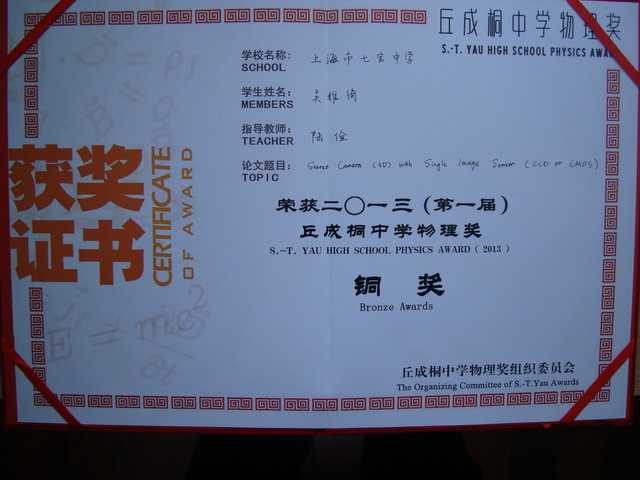 丘成桐中学物理奖
S.-T. YAU HIGH SCHOOL PHYSICS AWA
学校名称: 上海市七宝中学
SCHOOL
学生姓名: 吴雅绮
MEMBERS
指导教师: 陆俭
TEACHER
论文题目: Camera (3D) with Single Image Sensor (CCD or CMOS)
TOPIC
获奖
证书
CERTIFICATE
OF AWARD
荣获二〇一三(第一届)
丘成桐中学物理奖
S.-T. YAU HIGH SCHOOL PHYSICS AWARD ( 2013 )
铜 奖
Bronze Awards
E = mc²
丘成桐中学物理奖组织委员会
The Organizing Committee of S.-T.Yau Awards